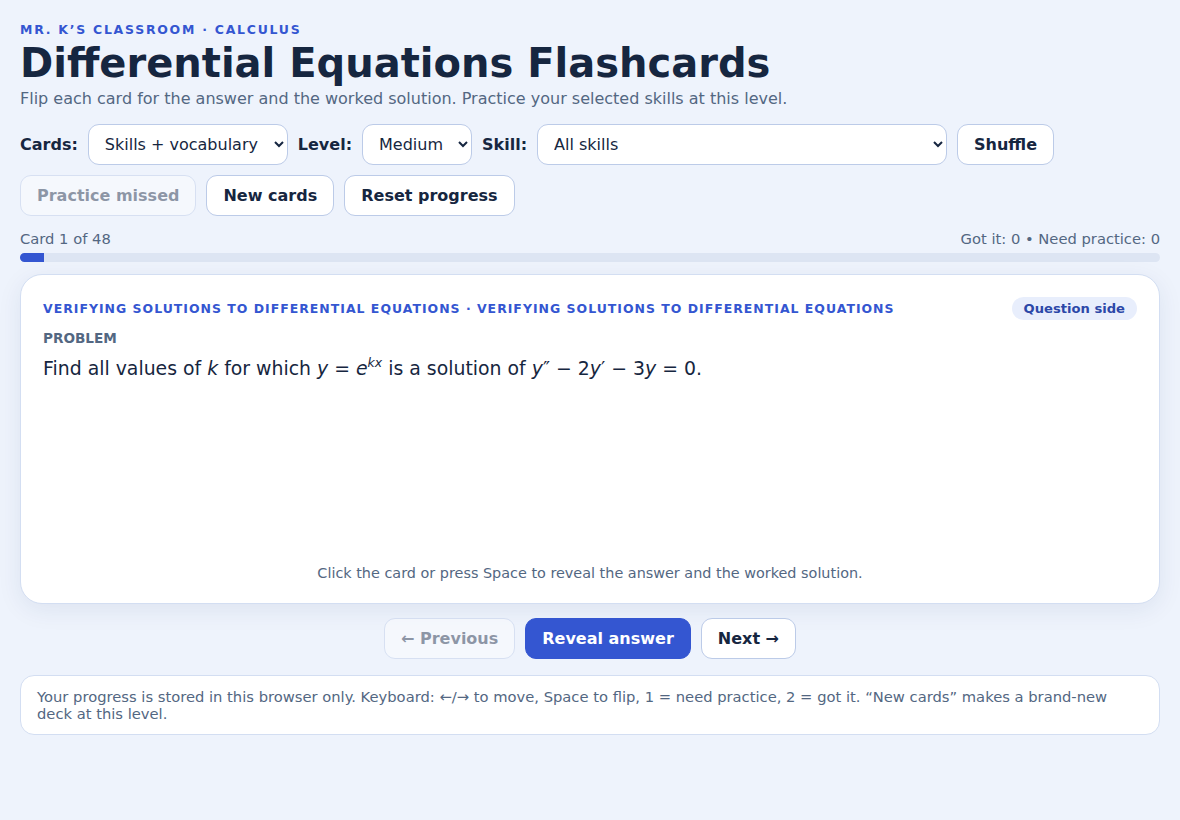 MR. K’S CLASSROOM · CALCULUS
Differential Equations Flashcards
Flip each card for the answer and the worked solution. Practice your selected skills at this level.
Cards: Skills + vocabulary Level: Medium Skill: All skills Shuffle
Practice missed New cards Reset progress
Card 1 of 48 Got it: 0 • Need practice: 0
VERIFYING SOLUTIONS TO DIFFERENTIAL EQUATIONS · VERIFYING SOLUTIONS TO DIFFERENTIAL EQUATIONS Question side
PROBLEM
Find all values of k for which y = e^{kx} is a solution of y″ − 2y′ − 3y = 0.
Click the card or press Space to reveal the answer and the worked solution.
← Previous Reveal answer Next →
Your progress is stored in this browser only. Keyboard: ←/→ to move, Space to flip, 1 = need practice, 2 = got it. “New cards” makes a brand-new
deck at this level.